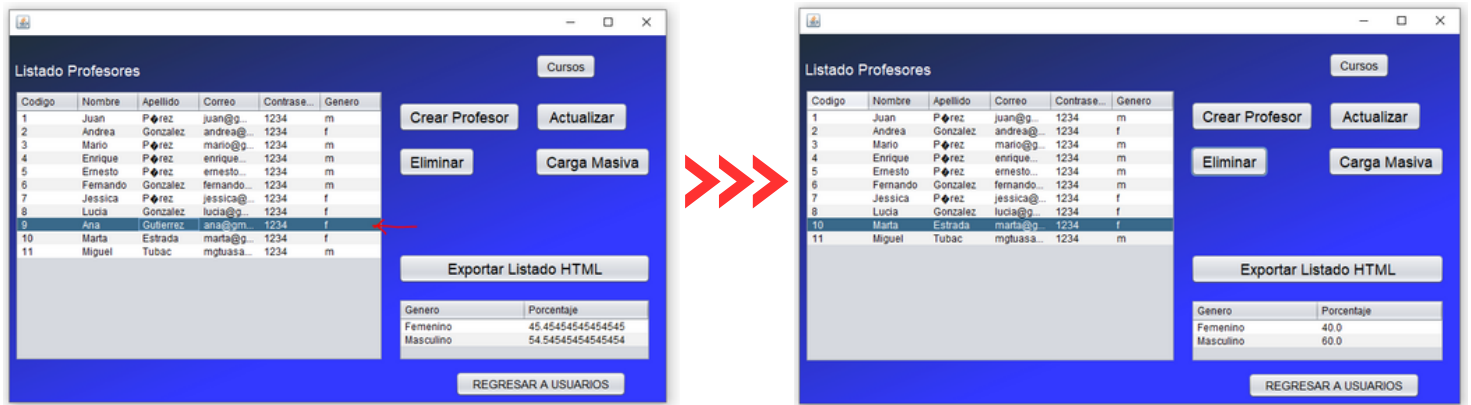 Listado Profesores
Cursos
Codigo Nombre Apellido Correo Contrase... Genero
1 Juan P�rez juan@g... 1234 m
2 Andrea Gonzalez andrea@... 1234 f
3 Mario P�rez mario@g... 1234 m
4 Enrique P�rez enrique... 1234 m
5 Ernesto P�rez ernesto... 1234 m
6 Fernando Gonzalez fernando... 1234 m
7 Jessica P�rez jessica@... 1234 f
8 Lucia Gonzalez lucia@g... 1234 f
9 Ana Gutierrez ana@gm... 1234 f
10 Marta Estrada marta@g... 1234 f
11 Miguel Tubac mgtuasa... 1234 m
Crear Profesor Actualizar
Eliminar Carga Masiva
Exportar Listado HTML
Genero Porcentaje
Femenino 45.45454545454545
Masculino 54.54545454545454
REGRESAR A USUARIOS
Listado Profesores
Cursos
Codigo Nombre Apellido Correo Contrase... Genero
1 Juan P�rez juan@g... 1234 m
2 Andrea Gonzalez andrea@... 1234 f
3 Mario P�rez mario@g... 1234 m
4 Enrique P�rez enrique... 1234 m
5 Ernesto P�rez ernesto... 1234 m
6 Fernando Gonzalez fernando... 1234 m
7 Jessica P�rez jessica@... 1234 f
8 Lucia Gonzalez lucia@g... 1234 f
10 Marta Estrada marta@g... 1234 f
11 Miguel Tubac mgtuasa... 1234 m
Crear Profesor Actualizar
Eliminar Carga Masiva
Exportar Listado HTML
Genero Porcentaje
Femenino 40.0
Masculino 60.0
REGRESAR A USUARIOS